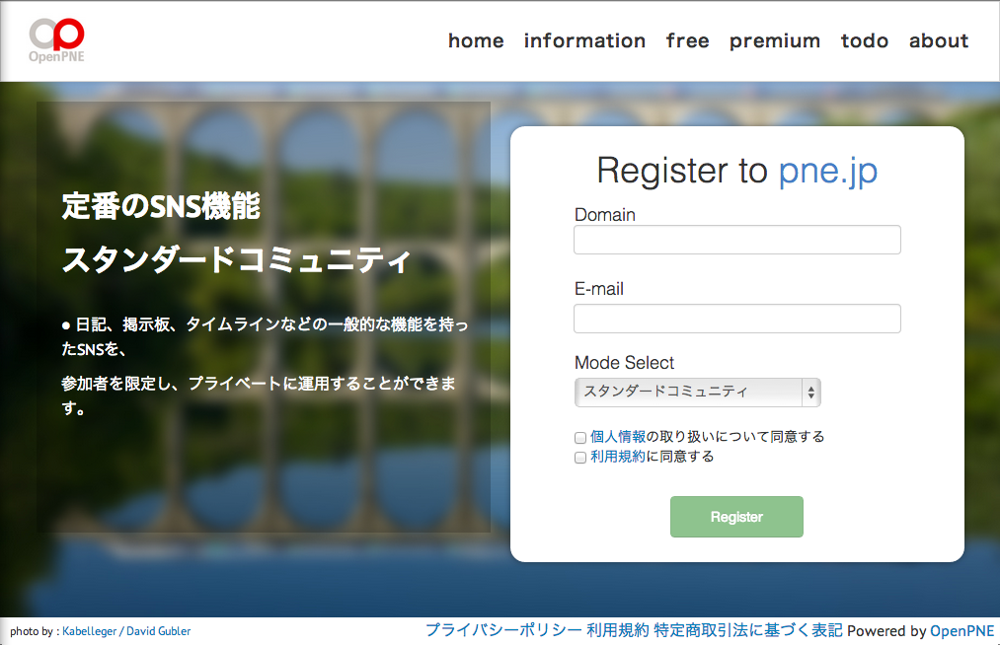 OpenPNE
home information free premium todo about
定番のSNS機能
スタンダードコミュニティ
● 日記、掲示板、タイムラインなどの一般的な機能を持っ
たSNSを、
参加者を限定し、プライベートに運用することができま
す。
Register to pne.jp
Domain
E-mail
Mode Select
スタンダードコミュニティ
個人情報の取り扱いについて同意する
利用規約に同意する
Register
photo by : Kabelleger / David Gubler
プライバシーポリシー 利用規約 特定商取引法に基づく表記 Powered by OpenPNE